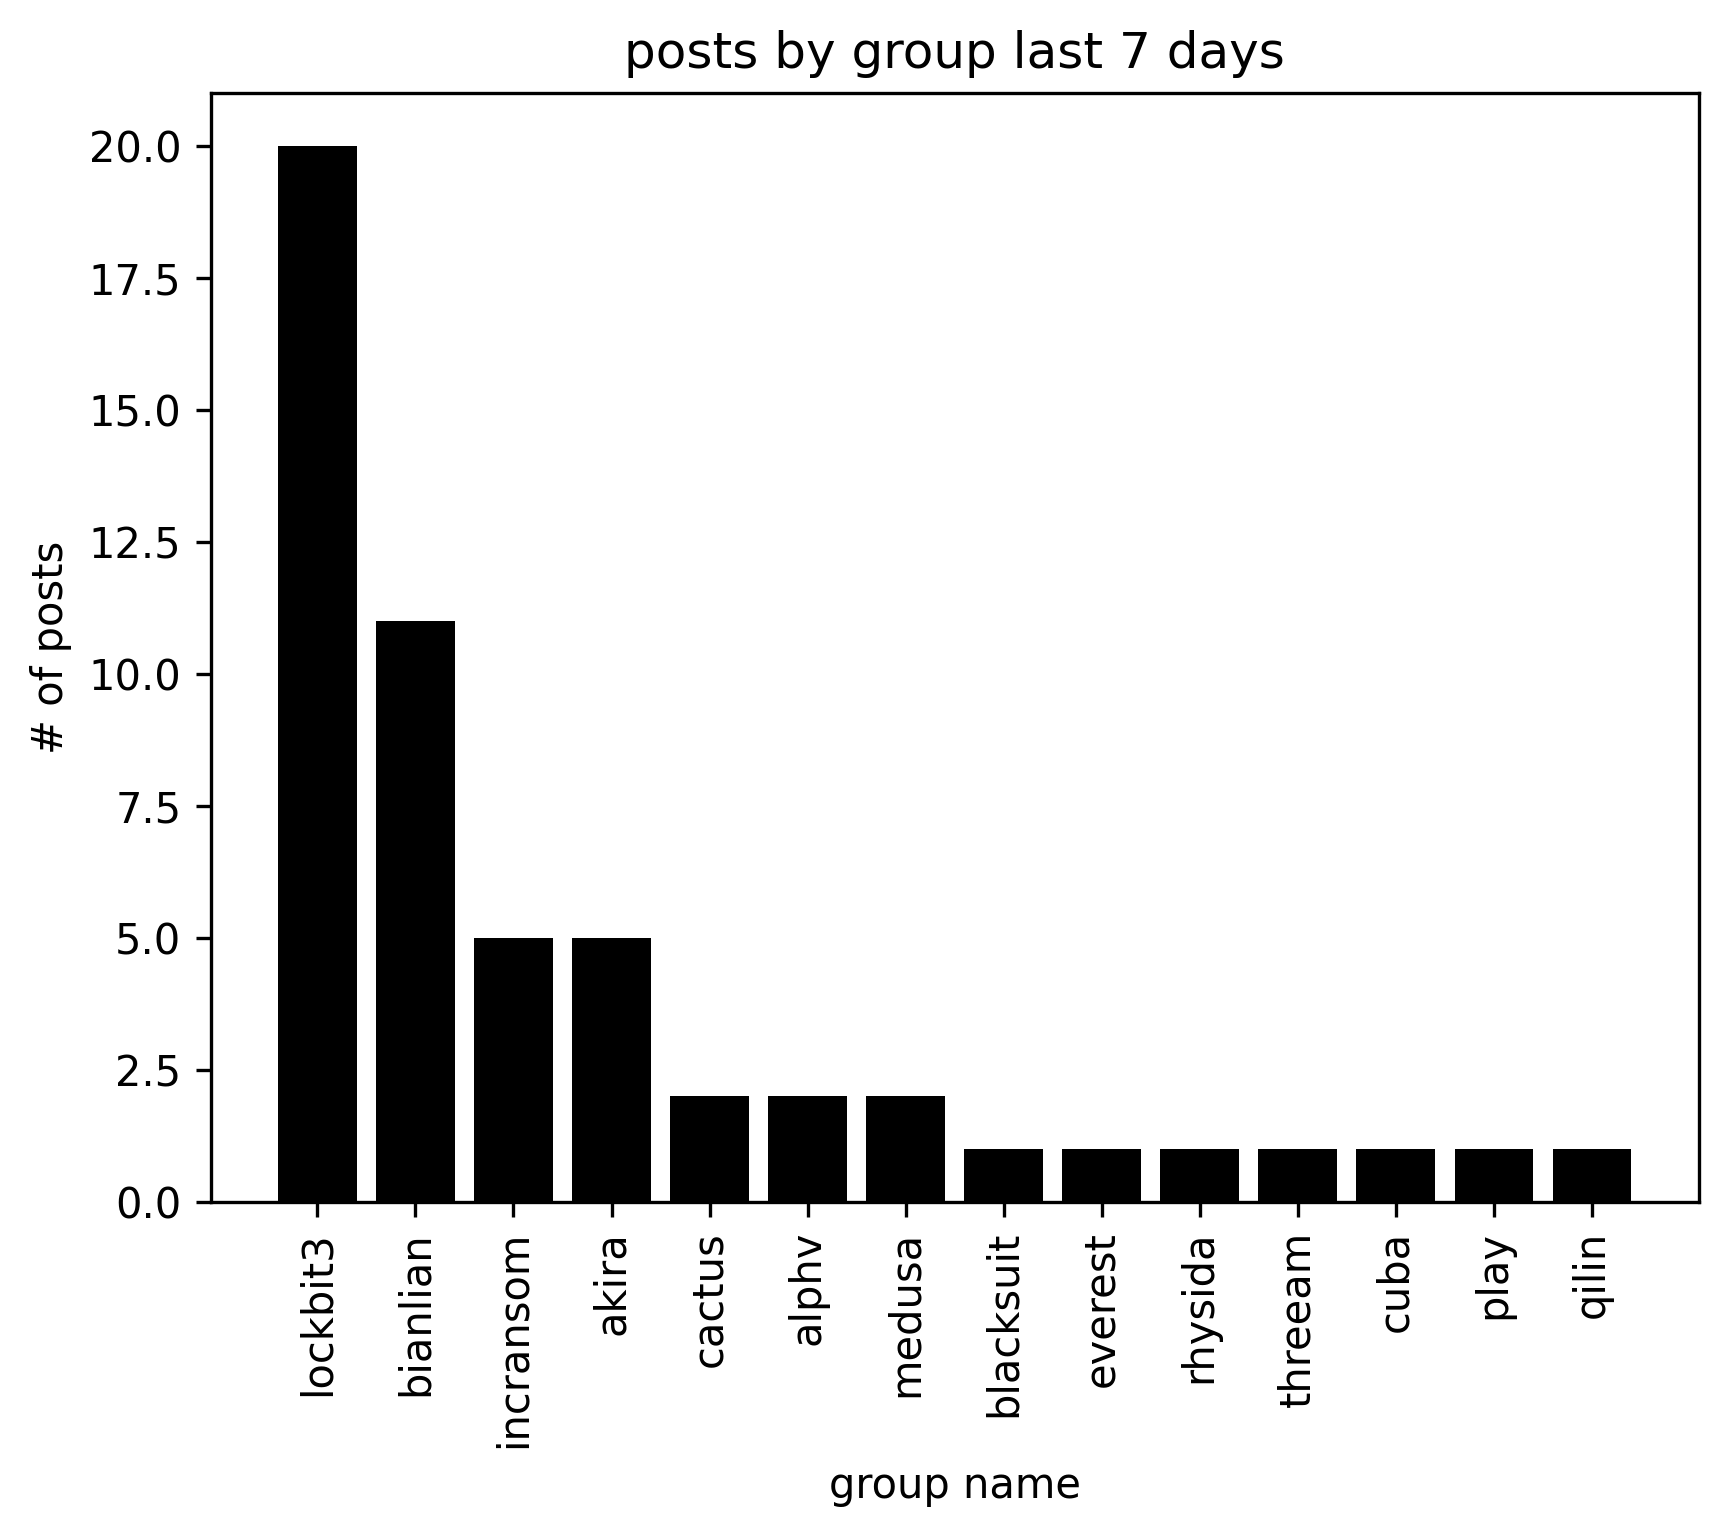 posts by group last 7 days
# of posts
20.0
17.5
15.0
12.5
10.0
7.5
5.0
2.5
0.0
lockbit3
bianlian
incransom
akira
cactus
alphv
medusa
blacksuit
everest
rhysida
threeam
cuba
play
qilin
group name